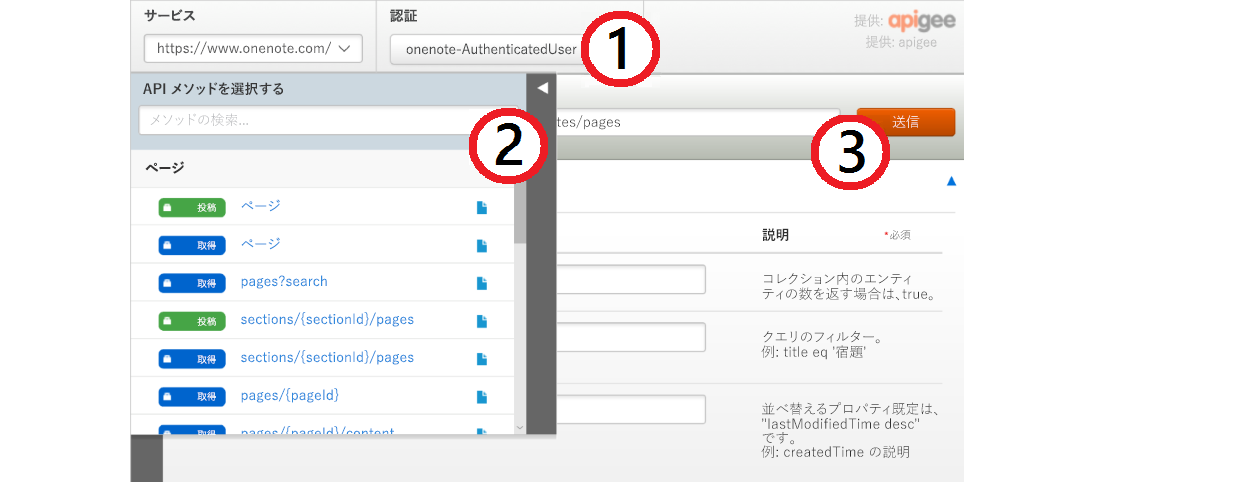 サービス
認証
提供: apigee
提供: apigee
https://www.onenote.com/
onenote-AuthenticatedUser
1
API メソッドを選択する
メソッドの検索...
2
tes/pages
送信
3
ページ
投稿 ページ
取得 ページ
取得 pages?search
投稿 sections/{sectionId}/pages
取得 sections/{sectionId}/pages
取得 pages/{pageId}
pages/{pageId}/content
説明
*必須
コレクション内のエンティ
ティの数を返す場合は、true。
クエリのフィルター。
例: title eq '宿題'
並べ替えるプロパティ既定は、
"lastModifiedTime desc"
です。
例: createdTime の説明